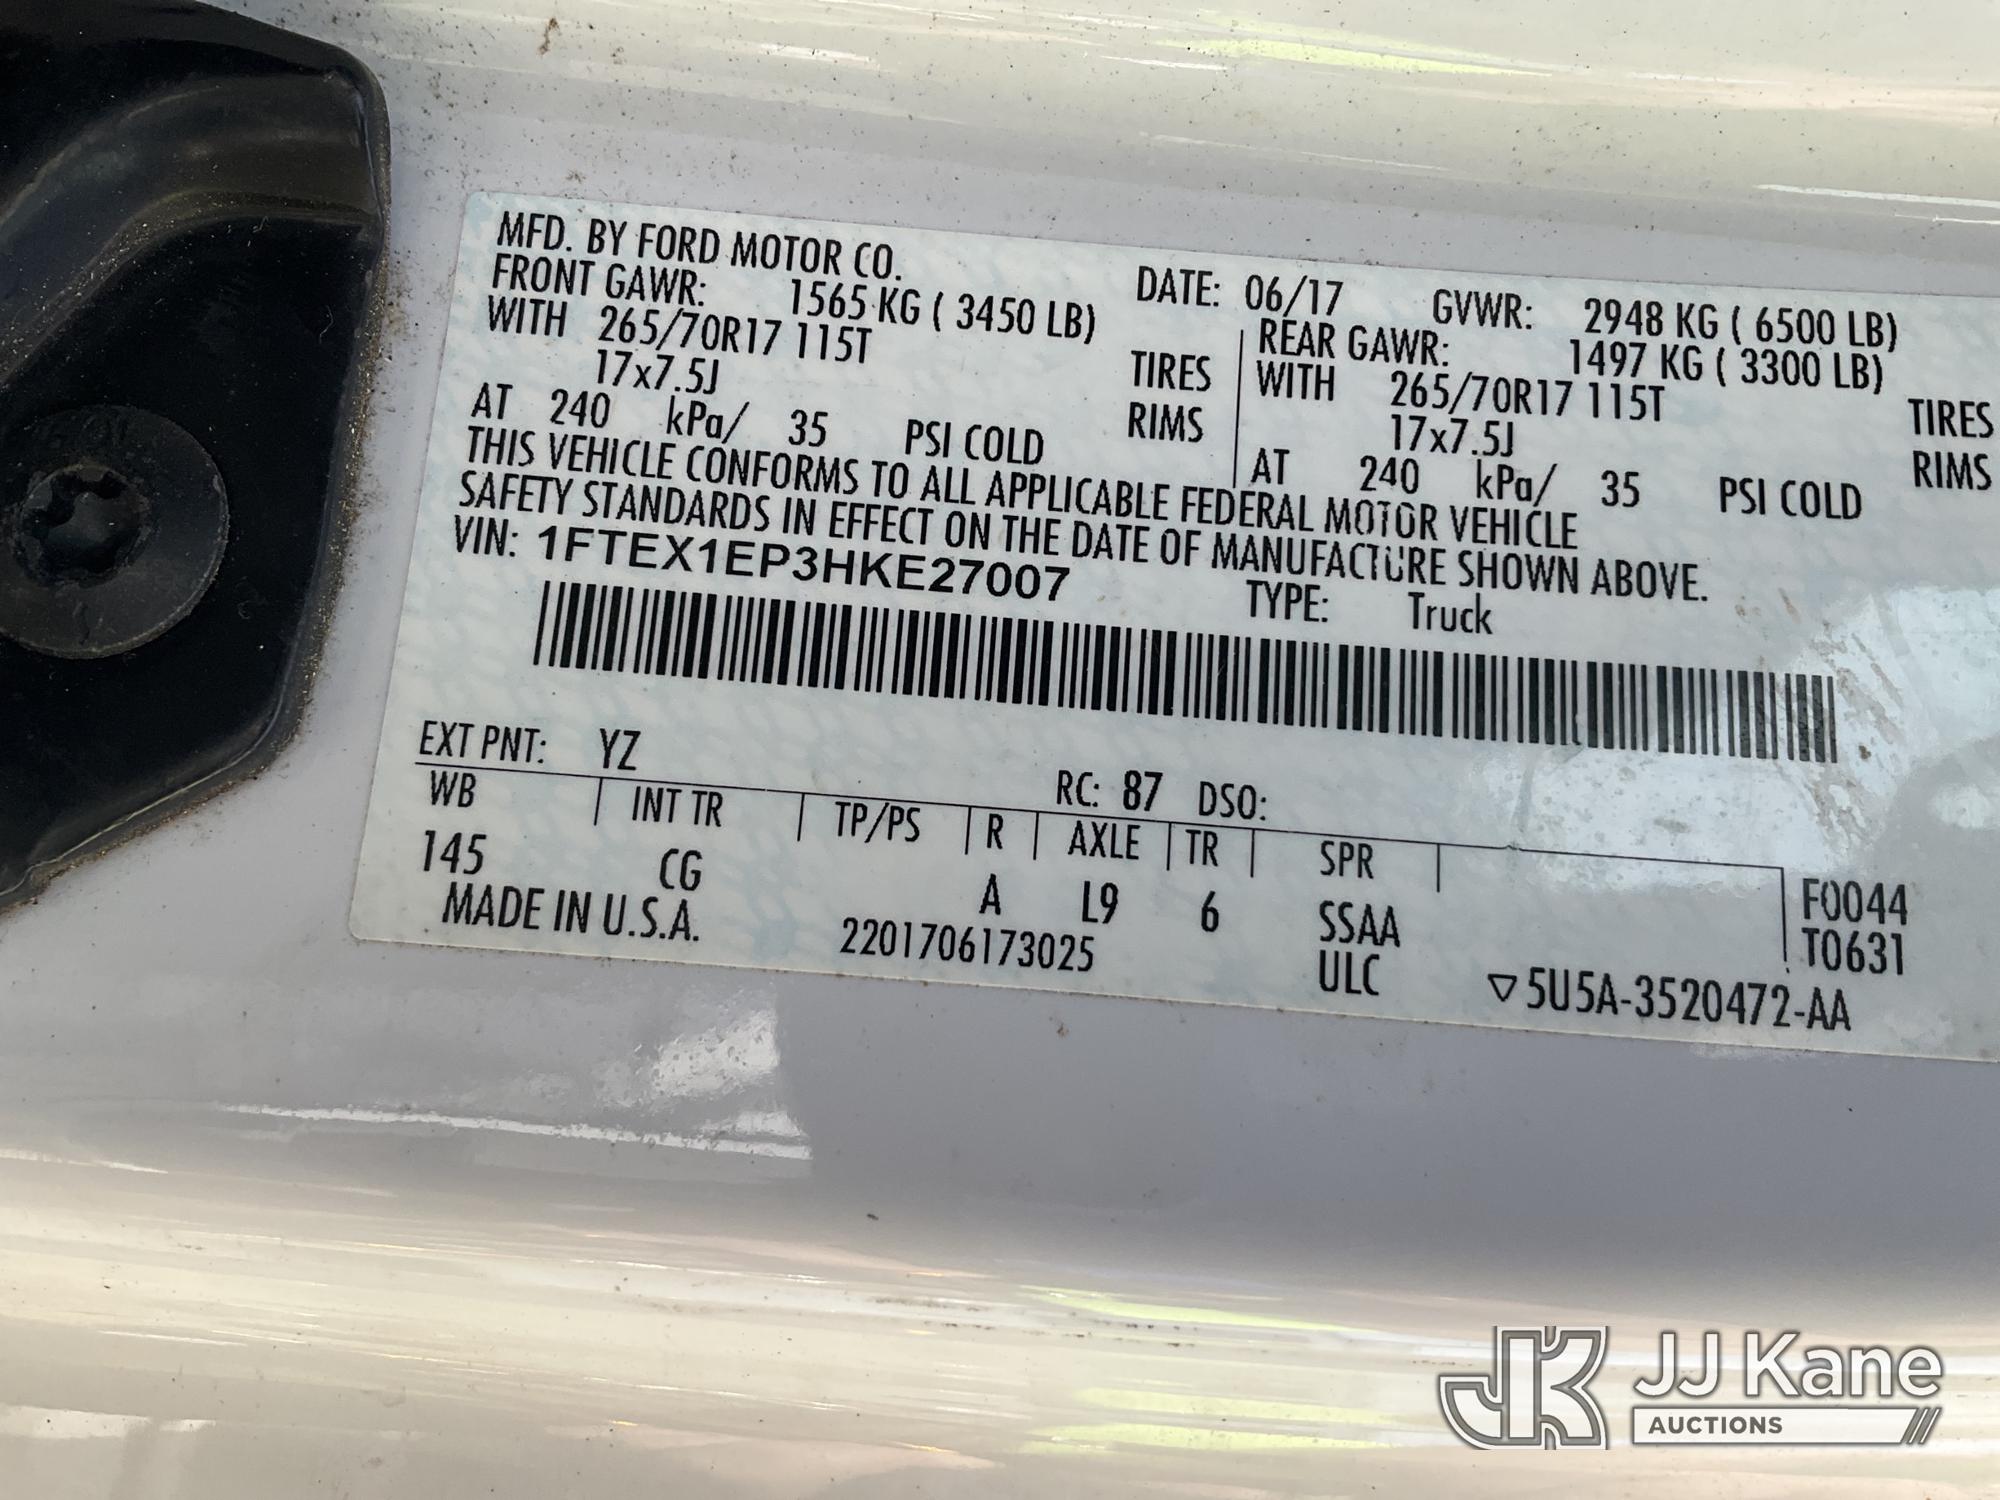 MFD. BY FORD MOTOR CO.
DATE: 06/17 GVWR: 2948 KG ( 6500 LB)
FRONT GAWR: 1565 KG ( 3450 LB)
WITH 265/70R17 115T TIRES
17x7.5J RIMS
AT 240 kPa/ 35 PSI COLD
REAR GAWR: 1497 KG ( 3300 LB)
WITH 265/70R17 115T TIRES
17x7.5J RIMS
AT 240 kPa/ 35 PSI COLD
THIS VEHICLE CONFORMS TO ALL APPLICABLE FEDERAL MOTOR VEHICLE
SAFETY STANDARDS IN EFFECT ON THE DATE OF MANUFACTURE SHOWN ABOVE.
VIN: 1FTEX1EP3HKE27007
TYPE: Truck
EXT PNT: YZ RC: 87 DSO:
WB INT TR TP/PS R AXLE TR SPR
145 CG A L9 6 SSAA F0044
ULC T0631
MADE IN U.S.A. 2201706173025
▽5U5A-3520472-AA
JK JJ Kane
AUCTIONS